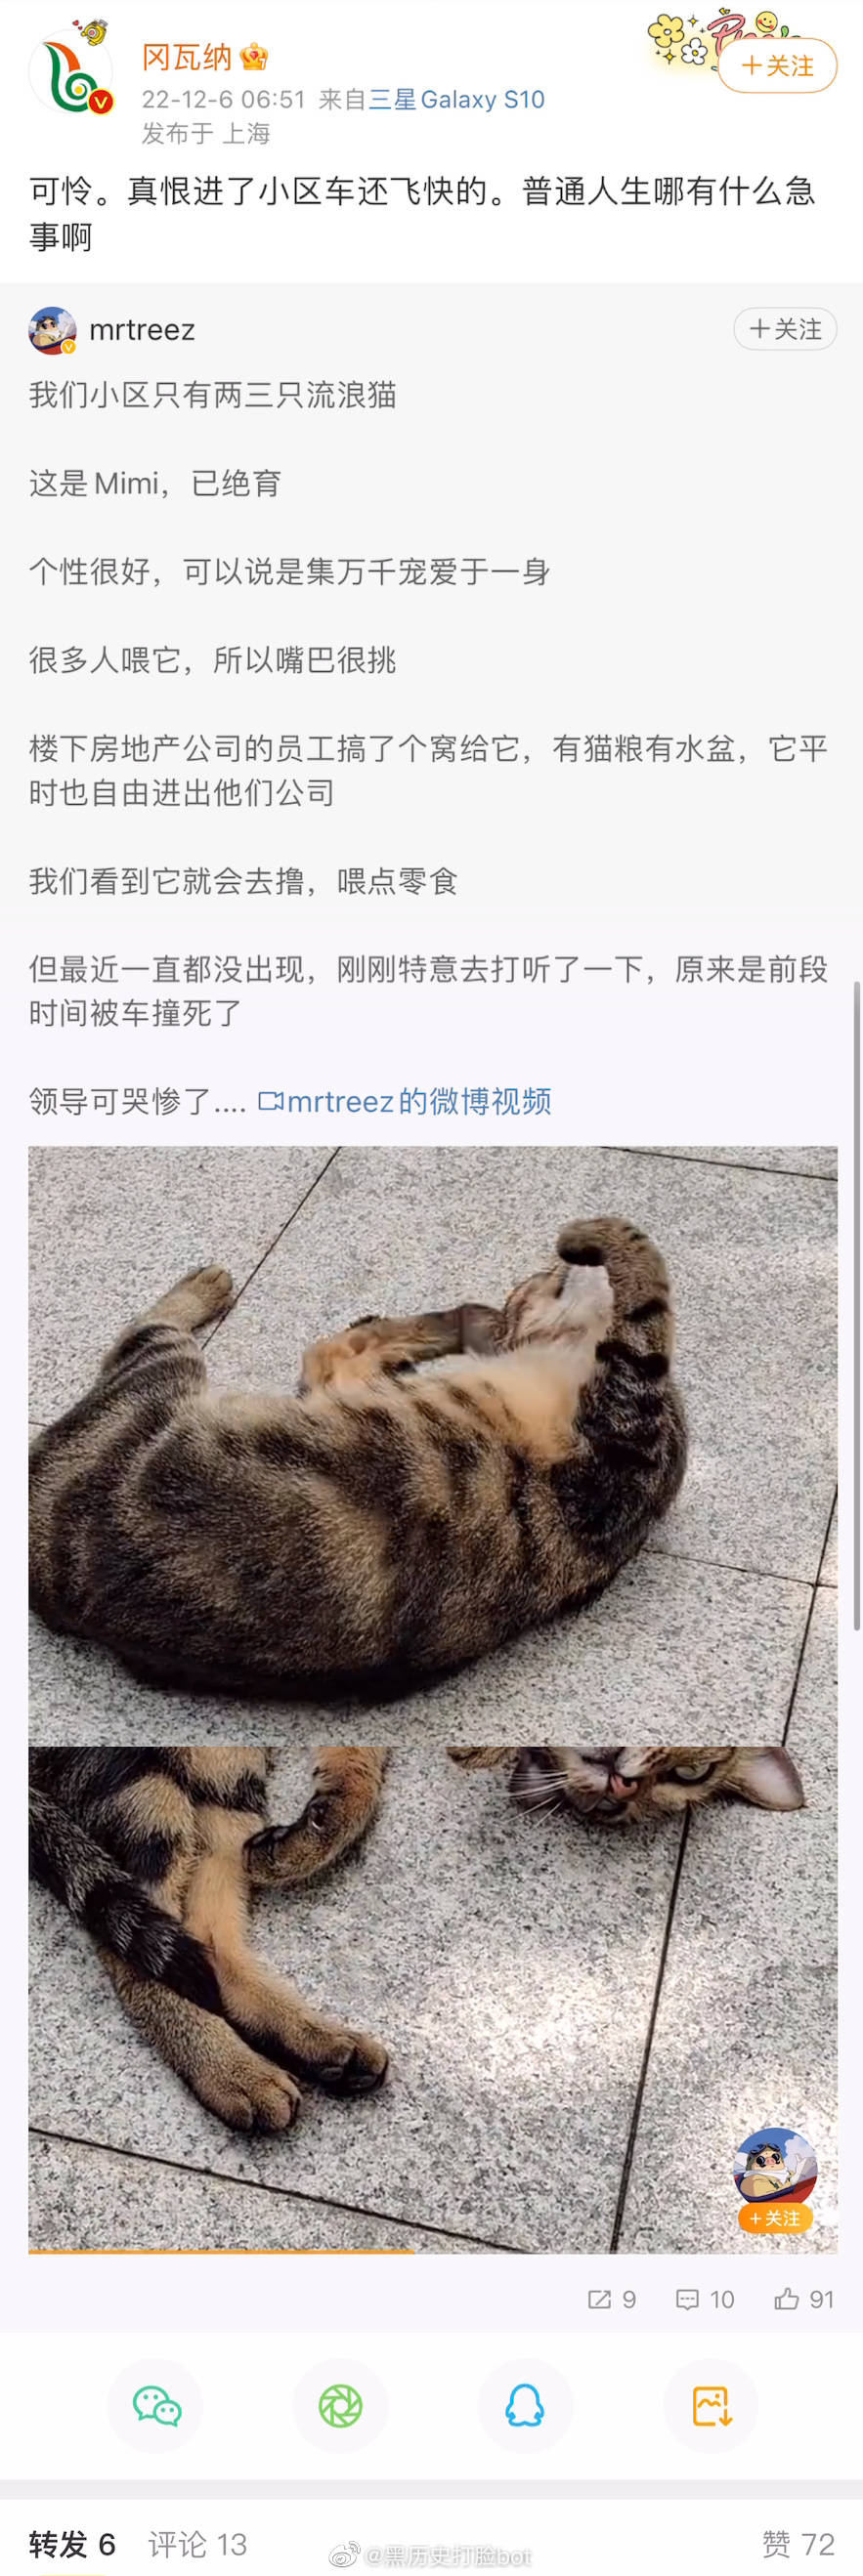 冈瓦纳
+关注
22-12-6 06:51 来自三星Galaxy S10
发布于 上海
可怜。真恨进了小区车还飞快的。普通人生哪有什么急
事啊
mrtreez
+关注
我们小区只有两三只流浪猫
这是Mimi，已绝育
个性很好，可以说是集万千宠爱于一身
很多人喂它，所以嘴巴很挑
楼下房地产公司的员工搞了个窝给它，有猫粮有水盆，它平
时也自由进出他们公司
我们看到它就会去撸，喂点零食
但最近一直都没出现，刚刚特意去打听了一下，原来是前段
时间被车撞死了
领导可哭惨了.... mrtreez的微博视频
+关注
9 10 91
转发 6 评论 13 赞 72
@黑历史打脸bot